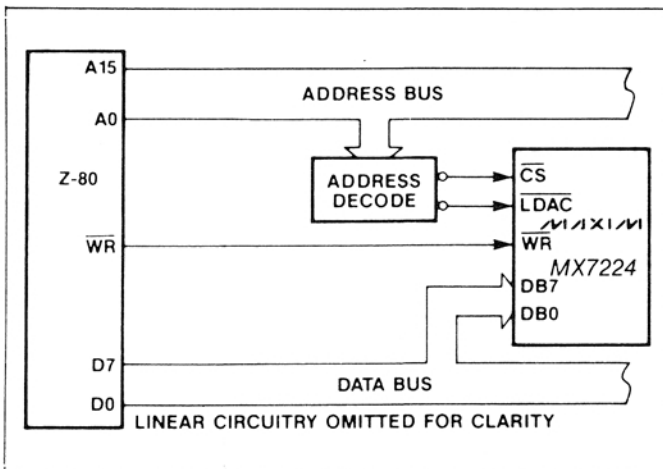 A15
ADDRESS BUS
A0
Z-80
ADDRESS
DECODE
CS
LDAC
MAXIM
WR
WR
MX7224
DB7
DB0
D7
DATA BUS
D0
LINEAR CIRCUITRY OMITTED FOR CLARITY